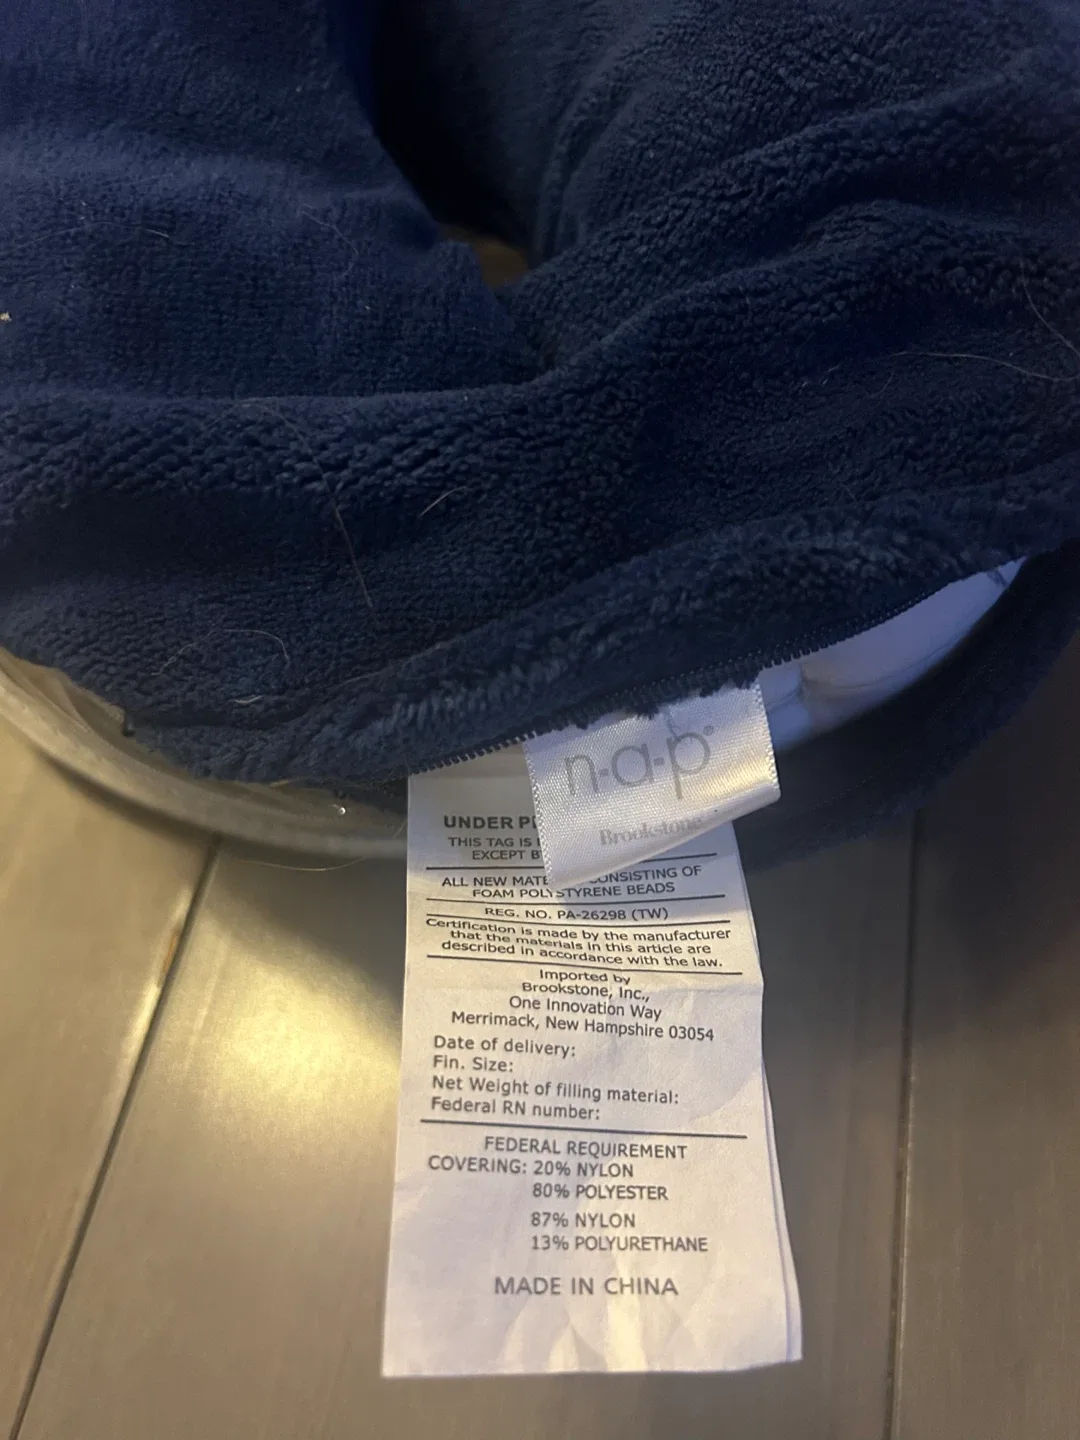 n·a·p®
Brookstone
UNDER
THIS TAG IS
EXCEPT
ALL NEW CONSISTING OF
FOAM POLYSTYRENE BEADS
REG. NO. PA-26298 (TW)
Certification is made by the manufacturer
that the materials in this article are
described in accordance with the law.
Imported by
Brookstone, Inc.,
One Innovation Way
Merrimack, New Hampshire 03054
Date of delivery:
Fin. Size:
Net Weight of filling material:
Federal RN number:
FEDERAL REQUIREMENT
COVERING: 20% NYLON
80% POLYESTER
87% NYLON
13% POLYURETHANE
MADE IN CHINA